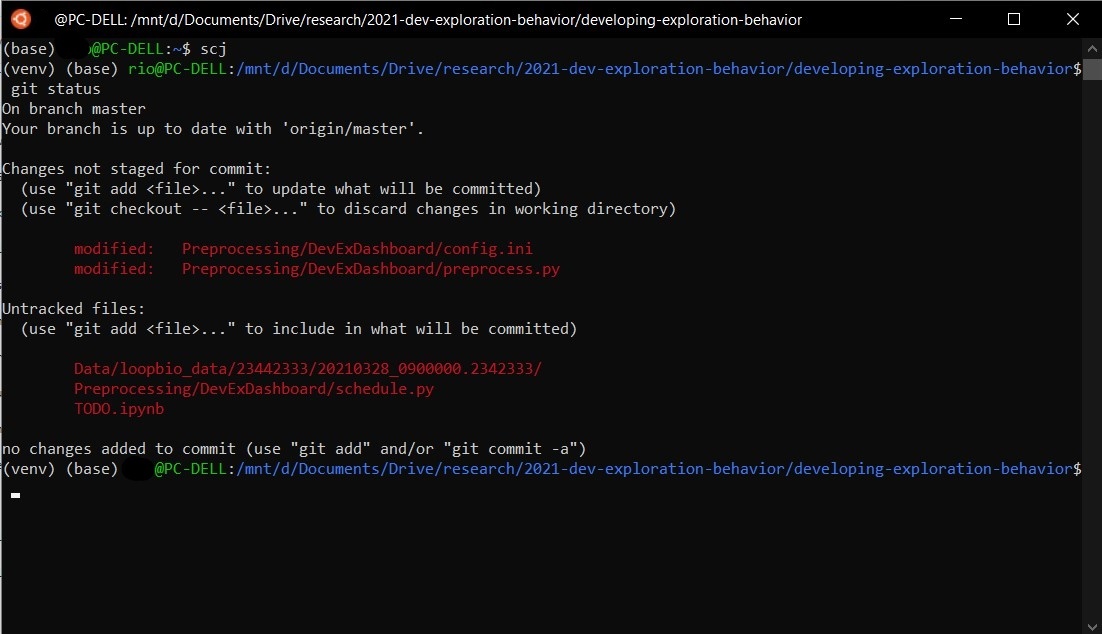 @PC-DELL: /mnt/d/Documents/Drive/research/2021-dev-exploration-behavior/developing-exploration-behavior
(base) @PC-DELL:~$ scj
(venv) (base) rio@PC-DELL:/mnt/d/Documents/Drive/research/2021-dev-exploration-behavior/developing-exploration-behavior$
git status
On branch master
Your branch is up to date with 'origin/master'.
Changes not staged for commit:
(use "git add <file>..." to update what will be committed)
(use "git checkout -- <file>..." to discard changes in working directory)
modified: Preprocessing/DevExDashboard/config.ini
modified: Preprocessing/DevExDashboard/preprocess.py
Untracked files:
(use "git add <file>..." to include in what will be committed)
Data/loopbio_data/23442333/20210328_0900000.2342333/
Preprocessing/DevExDashboard/schedule.py
TODO.ipynb
no changes added to commit (use "git add" and/or "git commit -a")
(venv) (base) @PC-DELL:/mnt/d/Documents/Drive/research/2021-dev-exploration-behavior/developing-exploration-behavior$